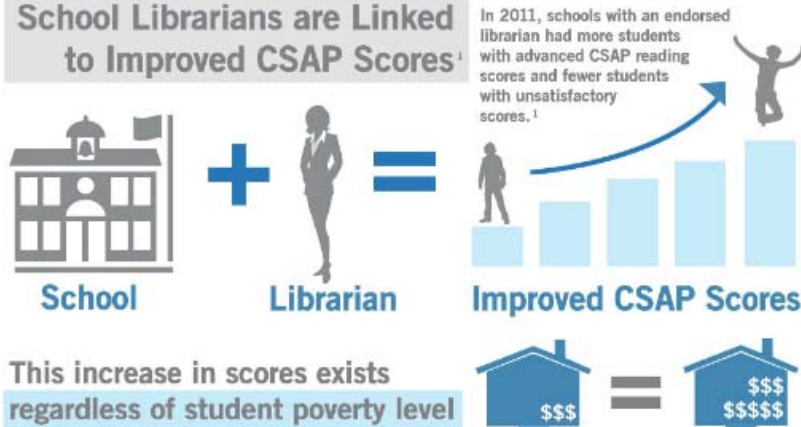 School Librarians are Linked
to Improved CSAP Scores¹
In 2011, schools with an endorsed
librarian had more students
with advanced CSAP reading
scores and fewer students
with unsatisfactory
scores.¹
School
Librarian
Improved CSAP Scores
This increase in scores exists
regardless of student poverty level
$$$
$$$
$$$$$